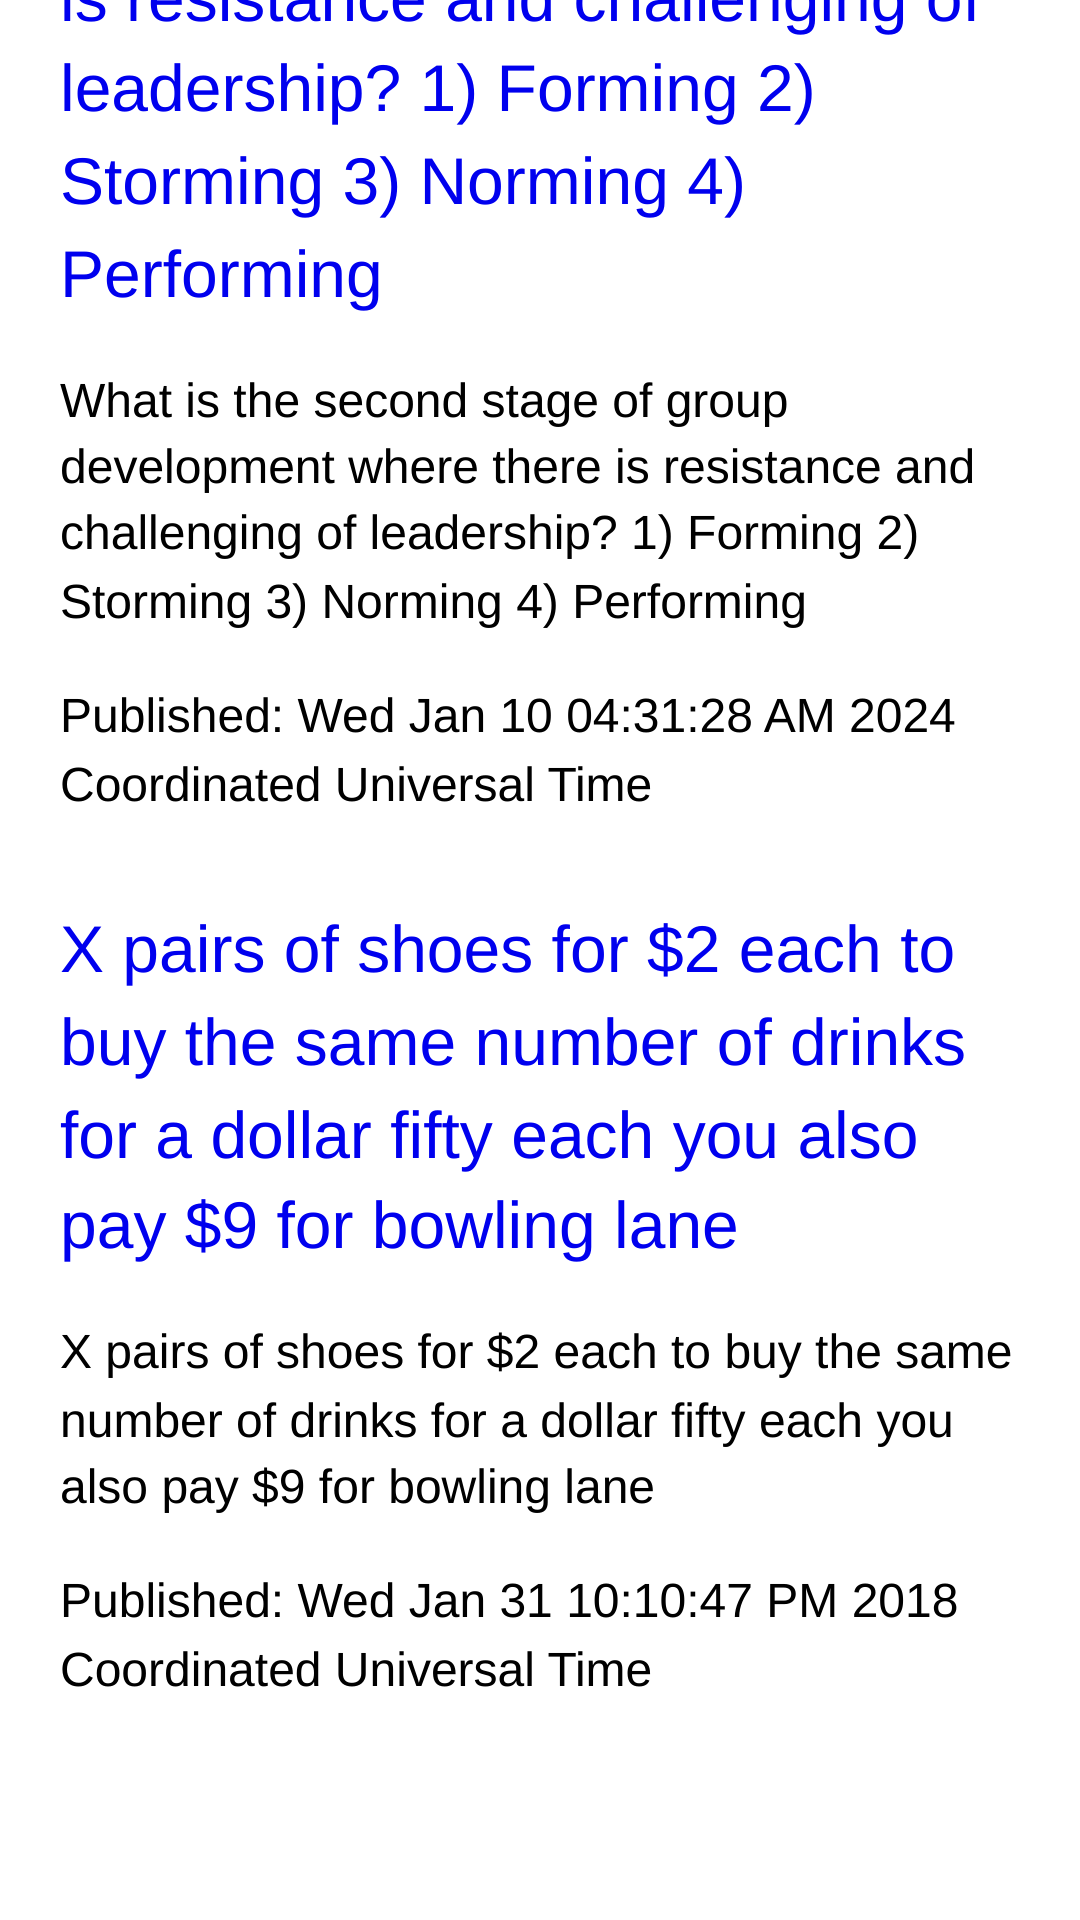 is resistance and challenging of
leadership? 1) Forming 2)
Storming 3) Norming 4)
Performing
What is the second stage of group
development where there is resistance and
challenging of leadership? 1) Forming 2)
Storming 3) Norming 4) Performing
Published: Wed Jan 10 04:31:28 AM 2024
Coordinated Universal Time
X pairs of shoes for $2 each to
buy the same number of drinks
for a dollar fifty each you also
pay $9 for bowling lane
X pairs of shoes for $2 each to buy the same
number of drinks for a dollar fifty each you
also pay $9 for bowling lane
Published: Wed Jan 31 10:10:47 PM 2018
Coordinated Universal Time